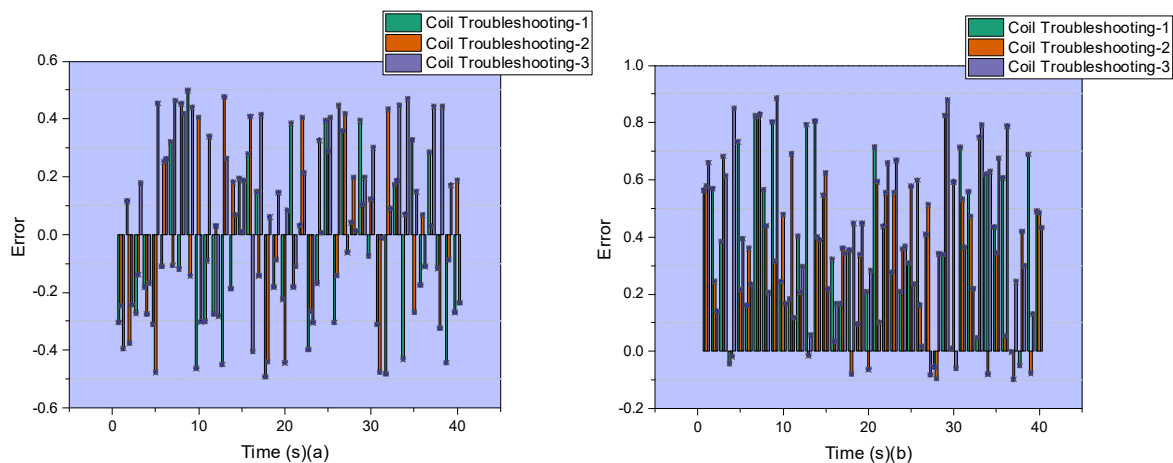 Coil Troubleshooting-1
Coil Troubleshooting-2
Coil Troubleshooting-3
0.6
0.4
0.2
0.0
-0.2
-0.4
-0.6
Error
0
10
20
30
40
Time (s)(a)
Coil Troubleshooting-1
Coil Troubleshooting-2
Coil Troubleshooting-3
1.0
0.8
0.6
0.4
0.2
0.0
-0.2
Error
0
10
20
30
40
Time (s)(b)